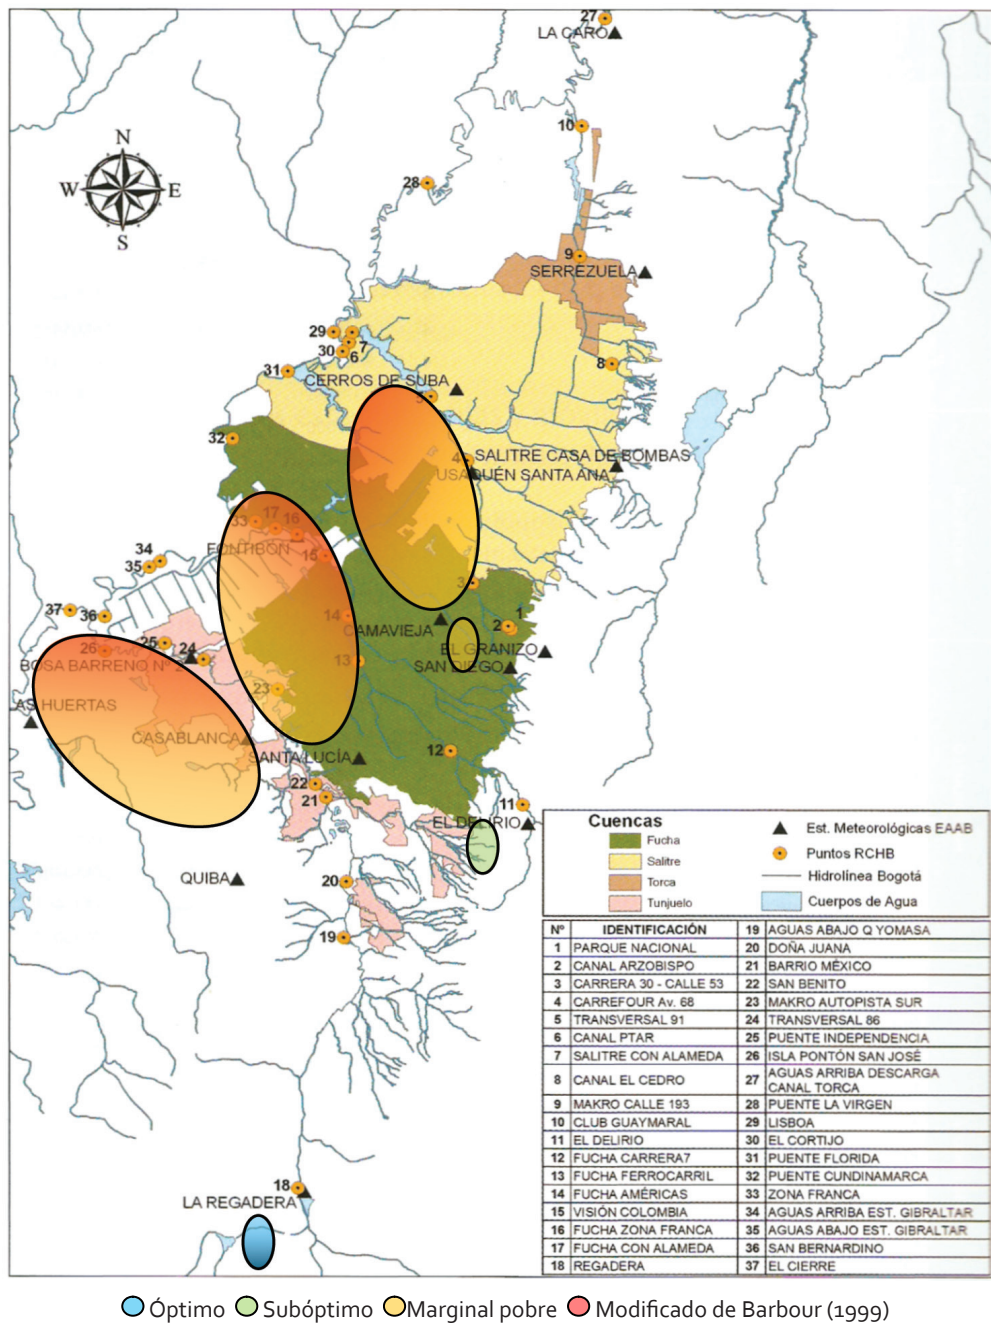 27
LA CARO
10
N
W
E
S
28
9
SERREZUELA
29
7
30
6
8
31
CERROS DE SUBA
5
32
4
SALITRE CASA DE BOMBAS
USAQUÉN SANTA ANA
33
17
16
FONTIBÓN
15
34
35
3
37
36
14
1
2
CAMAVIEJA
25
EL GRANIZO
26
24
BOSA BARRENO Nº 2
13
SAN DIEGO
23
AS HUERTAS
CASABLANCA
12
SANTA LUCÍA
22
21
11
EL DELIRIO
QUIBA
20
19
18
LA REGADERA
Cuencas
Fucha
Salitre
Torca
Tunjuelo
Est. Meteorológicas EAAB
Puntos RCHB
Hidrolínea Bogotá
Cuerpos de Agua
Nº IDENTIFICACIÓN
1 PARQUE NACIONAL
2 CANAL ARZOBISPO
3 CARRERA 30 - CALLE 53
4 CARREFOUR Av. 68
5 TRANSVERSAL 91
6 CANAL PTAR
7 SALITRE CON ALAMEDA
8 CANAL EL CEDRO
9 MAKRO CALLE 193
10 CLUB GUAYMARAL
11 EL DELIRIO
12 FUCHA CARRERA7
13 FUCHA FERROCARRIL
14 FUCHA AMÉRICAS
15 VISIÓN COLOMBIA
16 FUCHA ZONA FRANCA
17 FUCHA CON ALAMEDA
18 REGADERA
19 AGUAS ABAJO Q YOMASA
20 DOÑA JUANA
21 BARRIO MÉXICO
22 SAN BENITO
23 MAKRO AUTOPISTA SUR
24 TRANSVERSAL 86
25 PUENTE INDEPENDENCIA
26 ISLA PONTÓN SAN JOSÉ
27 AGUAS ARRIBA DESCARGA
CANAL TORCA
28 PUENTE LA VIRGEN
29 LISBOA
30 EL CORTIJO
31 PUENTE FLORIDA
32 PUENTE CUNDINAMARCA
33 ZONA FRANCA
34 AGUAS ARRIBA EST. GIBRALTAR
35 AGUAS ABAJO EST. GIBRALTAR
36 SAN BERNARDINO
37 EL CIERRE
Óptimo Subóptimo Marginal pobre Modificado de Barbour (1999)